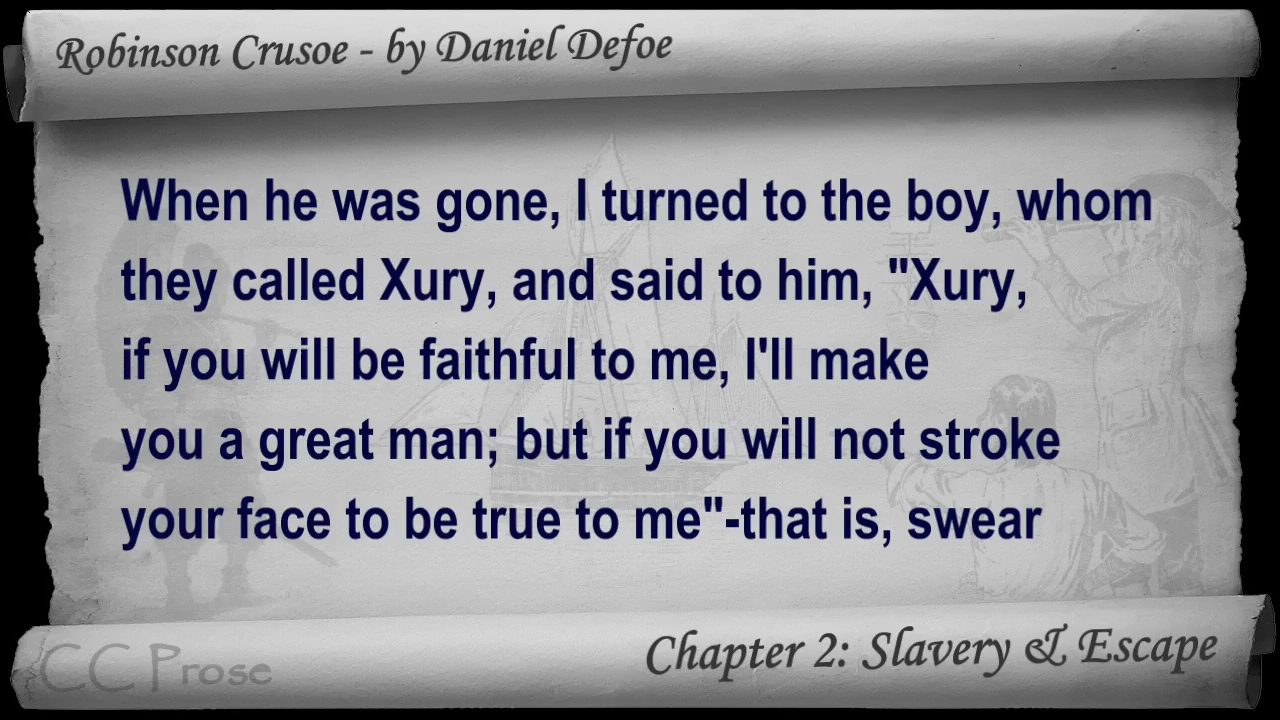 Robinson Crusoe - by Daniel Defoe
When he was gone, I turned to the boy, whom
they called Xury, and said to him, "Xury,
if you will be faithful to me, I'll make
you a great man; but if you will not stroke
your face to be true to me"-that is, swear
CC Prose
Chapter 2: Slavery & Escape